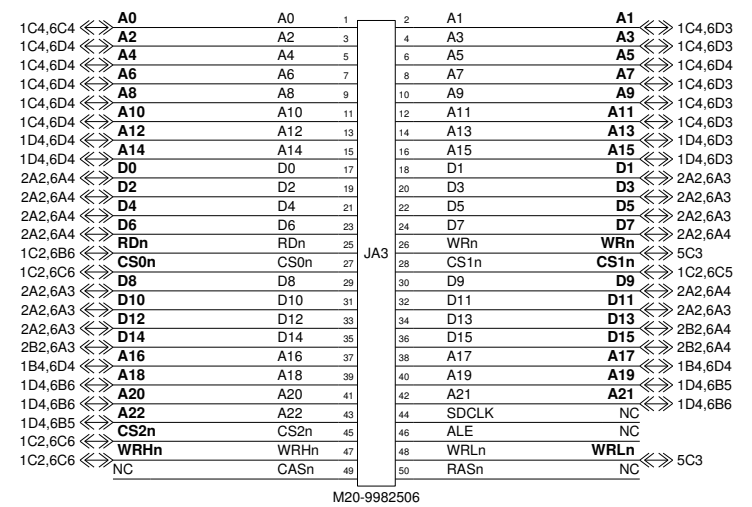 A0 A0 1 2 A1 A1
1C4,6C4 1C4,6D3
A2 A2 3 4 A3 A3
1C4,6D4 1C4,6D3
A4 A4 5 6 A5 A5
1C4,6D4 1C4,6D4
A6 A6 7 8 A7 A7
1C4,6D4 1C4,6D3
A8 A8 9 10 A9 A9
1C4,6D4 1C4,6D3
A10 A10 11 12 A11 A11
1C4,6D4 1C4,6D3
A12 A12 13 14 A13 A13
1D4,6D4 1D4,6D3
A14 A14 15 16 A15 A15
1D4,6D4 1D4,6D3
D0 D0 17 18 D1 D1
2A2,6A4 2A2,6A3
D2 D2 19 20 D3 D3
2A2,6A4 2A2,6A3
D4 D4 21 22 D5 D5
2A2,6A4 2A2,6A3
D6 D6 23 24 D7 D7
2A2,6A4 2A2,6A4
RDn RDn 25 26 WRn WRn
1C2,6B6 JA3 5C3
CS0n CS0n 27 28 CS1n CS1n
1C2,6C6 1C2,6C5
D8 D8 29 30 D9 D9
2A2,6A3 2A2,6A4
D10 D10 31 32 D11 D11
2A2,6A3 2A2,6A3
D12 D12 33 34 D13 D13
2A2,6A3 2B2,6A4
D14 D14 35 36 D15 D15
2B2,6A3 2B2,6A4
A16 A16 37 38 A17 A17
1B4,6D4 1B4,6D4
A18 A18 39 40 A19 A19
1D4,6B6 1D4,6B5
A20 A20 41 42 A21 A21
1D4,6B6 1D4,6B6
A22 A22 43 44 SDCLK NC
1D4,6B5
CS2n CS2n 45 46 ALE NC
1C2,6C6
WRHn WRHn 47 48 WRLn WRLn
1C2,6C6 5C3
NC CASn 49 50 RASn NC
M20-9982506